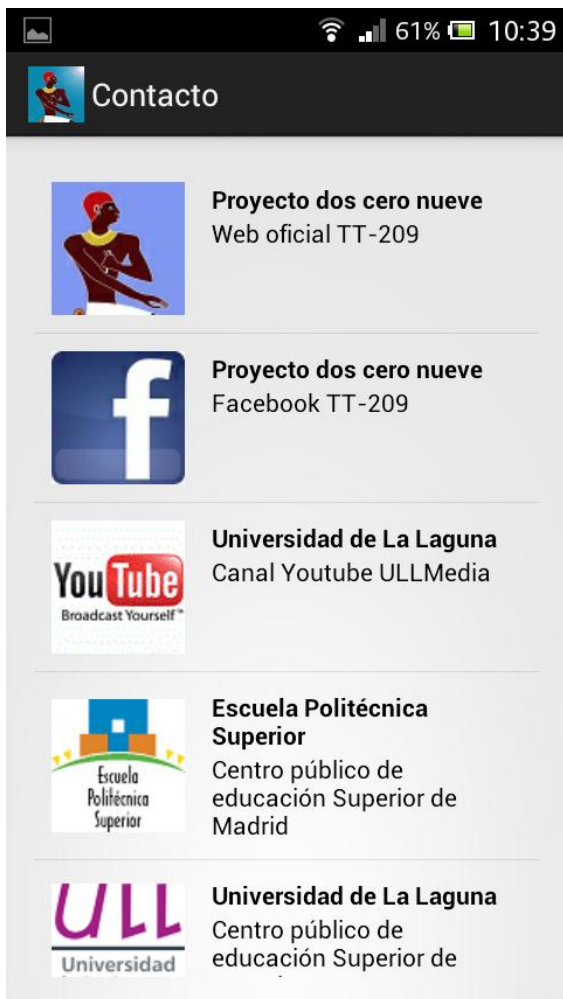 61% 10:39
Contacto
Proyecto dos cero nueve
Web oficial TT-209
f
Proyecto dos cero nueve
Facebook TT-209
You Tube
Broadcast Yourself™
Universidad de La Laguna
Canal Youtube ULLMedia
Escuela
Politécnica
Superior
Escuela Politécnica
Superior
Centro público de
educación Superior de
Madrid
ULL
Universidad
Universidad de La Laguna
Centro público de
educación Superior de